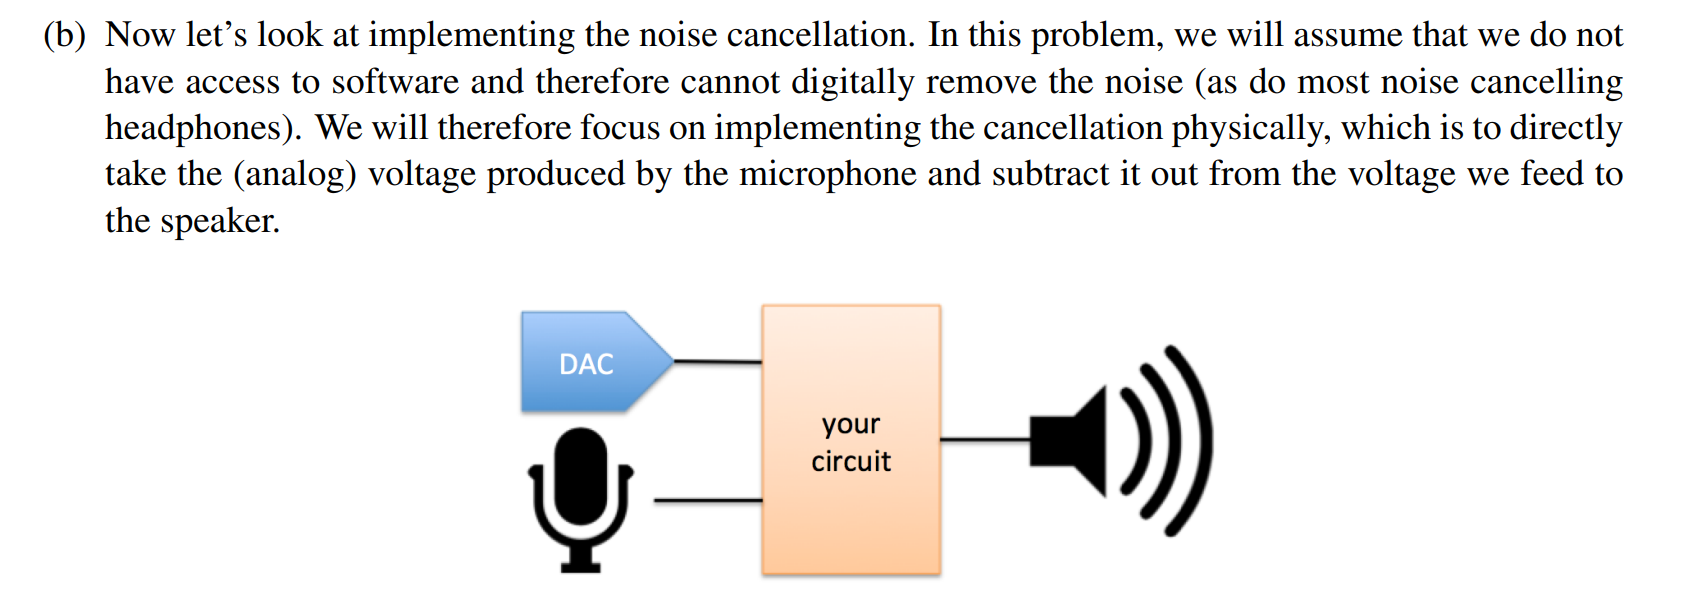 (b) Now let’s look at implementing the noise cancellation. In this problem, we will assume that we do not
have access to software and therefore cannot digitally remove the noise (as do most noise cancelling
headphones). We will therefore focus on implementing the cancellation physically, which is to directly
take the (analog) voltage produced by the microphone and subtract it out from the voltage we feed to
the speaker.
DAC
your
circuit